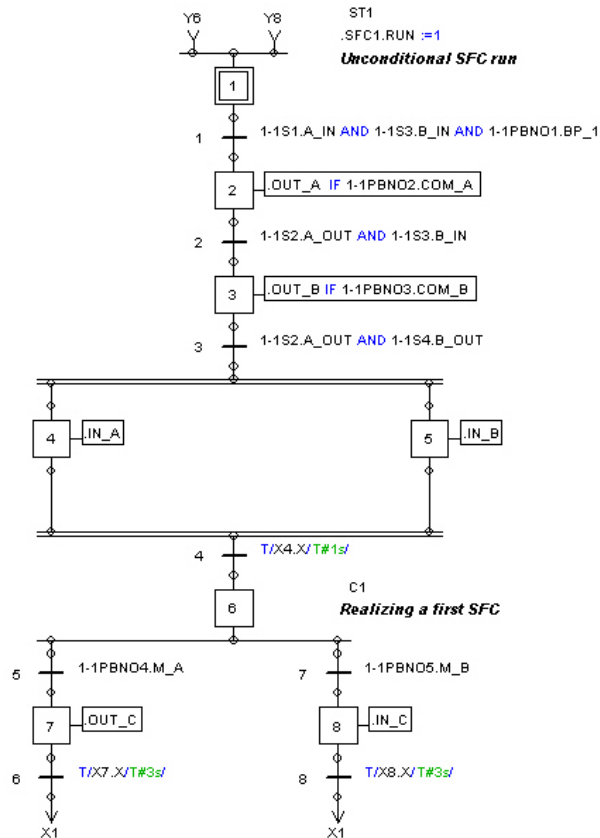 ST1
Y6 Y8
.SFC1.RUN :=1
Unconditional SFC run
1
1 1-1S1.A_IN AND 1-1S3.B_IN AND 1-1PBNO1.BP_1
2 .OUT_A IF 1-1PBNO2.COM_A
2 1-1S2.A_OUT AND 1-1S3.B_IN
3 .OUT_B IF 1-1PBNO3.COM_B
3 1-1S2.A_OUT AND 1-1S4.B_OUT
4 .IN_A 5 .IN_B
4 T/X4.X/T#1s/
C1
6 Realizing a first SFC
5 1-1PBNO4.M_A 7 1-1PBNO5.M_B
7 .OUT_C 8 .IN_C
6 T/X7.X/T#3s/ 8 T/X8.X/T#3s/
X1 X1